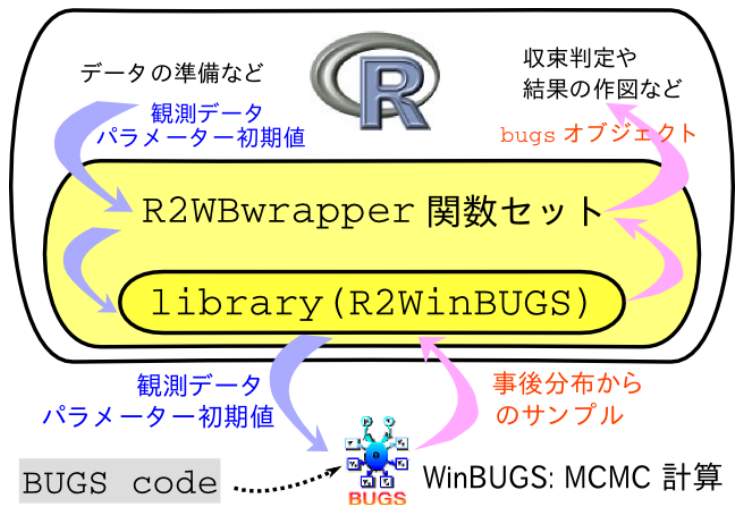 データの準備など
観測データ
パラメーター初期値
R
収束判定や
結果の作図など
bugs オブジェクト
R2WBwrapper 関数セット
library(R2WinBUGS)
観測データ
パラメーター初期値
事後分布から
のサンプル
BUGS code
BUGS
WinBUGS: MCMC 計算